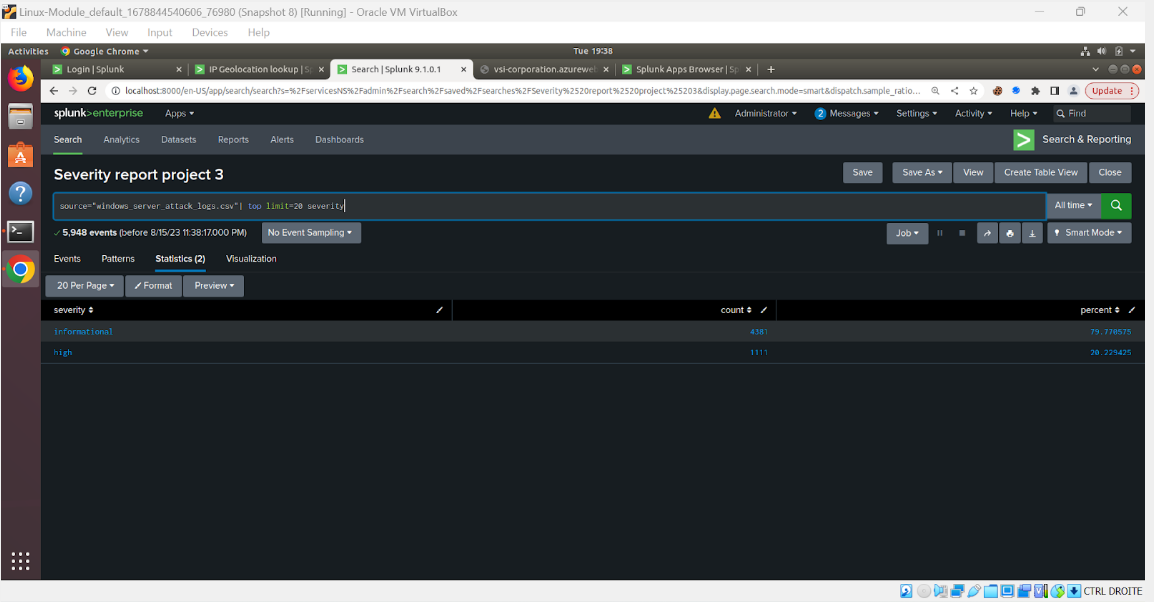 Linux-Module_default_1678844540606_76980 (Snapshot 8) [Running] - Oracle VM VirtualBox
File Machine View Input Devices Help
Activities Google Chrome Tue 19:38
Login | Splunk IP Geolocation lookup | S Search | Splunk 9.1.0.1 vsi-corporation.azureweb Splunk Apps Browser | Sp
localhost:8000/en-US/app/search/search?s=%2FservicesNS%2Fadmin%2Fsearch%2Fsaved%2Fsearches%2FSeverity%2520report%2520project%25203&display.page.search.mode=smart&dispatch.sample_ratio... Update
splunk>enterprise Apps Administrator 2 Messages Settings Activity Help Find
Search Analytics Datasets Reports Alerts Dashboards Search & Reporting
Severity report project 3 Save Save As View Create Table View Close
source="windows_server_attack_logs.csv"| top limit=20 severity All time
5,948 events (before 8/15/23 11:38:17.000 PM) No Event Sampling Job Smart Mode
Events Patterns Statistics (2) Visualization
20 Per Page Format Preview
severity count percent
informational 4381 79.770575
high 1111 20.229425
CTRL DROITE